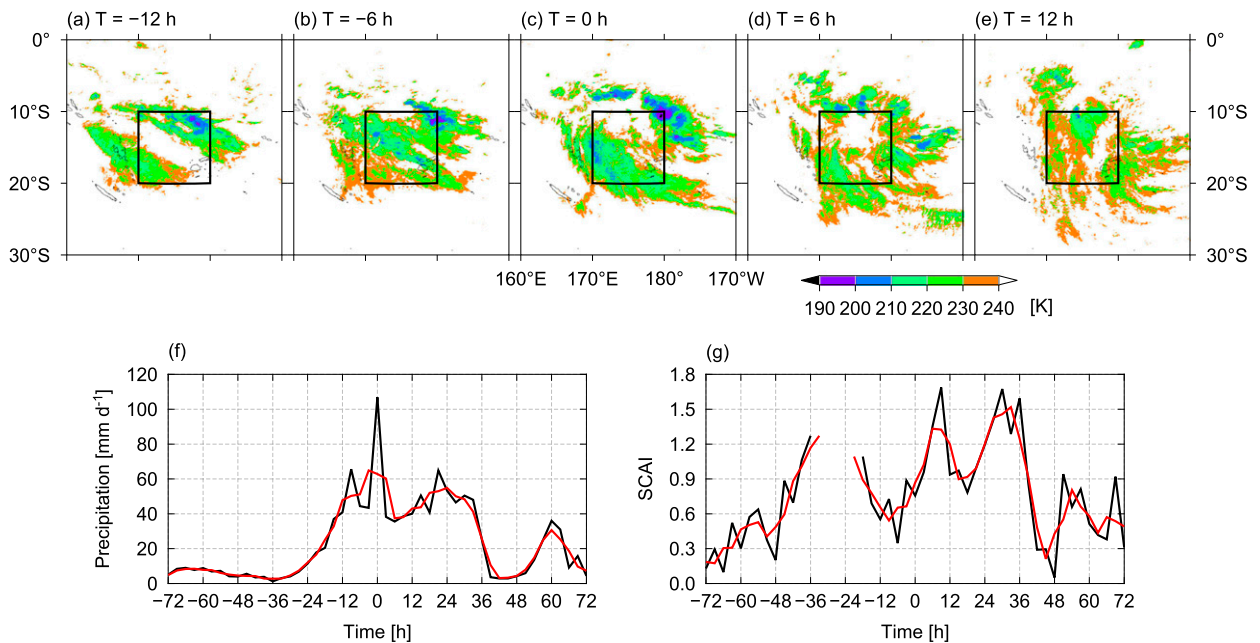 (a) T = −12 h (b) T = −6 h (c) T = 0 h (d) T = 6 h (e) T = 12 h
0° 0°
10°S 10°S
20°S 20°S
30°S 30°S
160°E 170°E 180° 170°W
190 200 210 220 230 240 [K]
(f)
120
100
80
60
40
20
0
Precipitation [mm d⁻¹]
−72 −60 −48 −36 −24 −12 0 12 24 36 48 60 72
Time [h]
(g)
1.8
1.5
1.2
0.9
0.6
0.3
0.0
SCAI
−72 −60 −48 −36 −24 −12 0 12 24 36 48 60 72
Time [h]